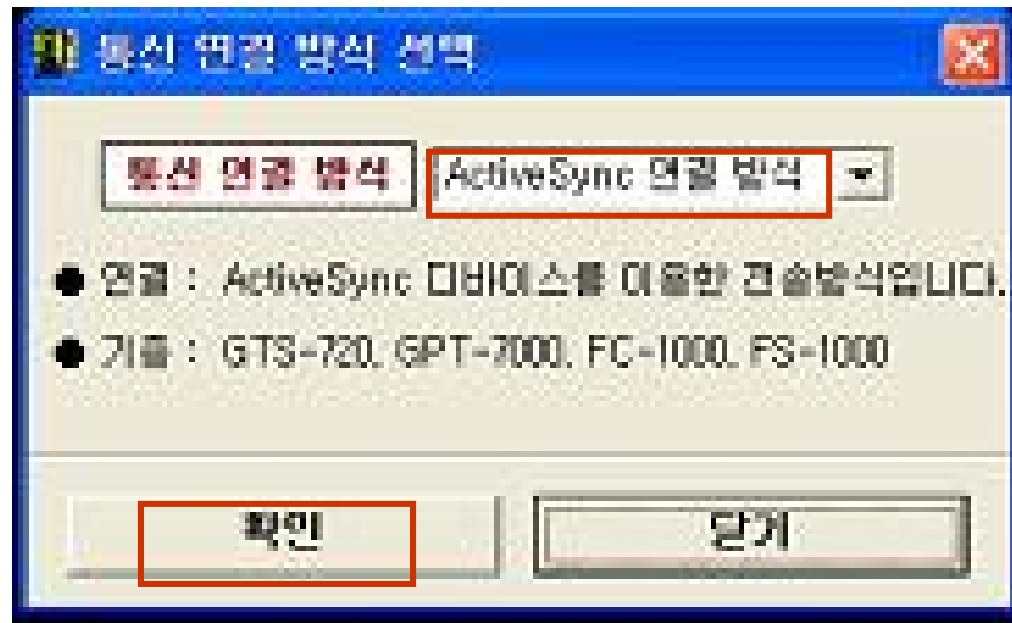 통신 연결 방식 선택
통신 연결 방식 ActiveSync 연결 방식
● 연결 : ActiveSync 디바이스를 이용한 전송방식입니다.
● 기종 : GTS-720, GPT-7000, FC-1000, FS-1000
확인 닫기